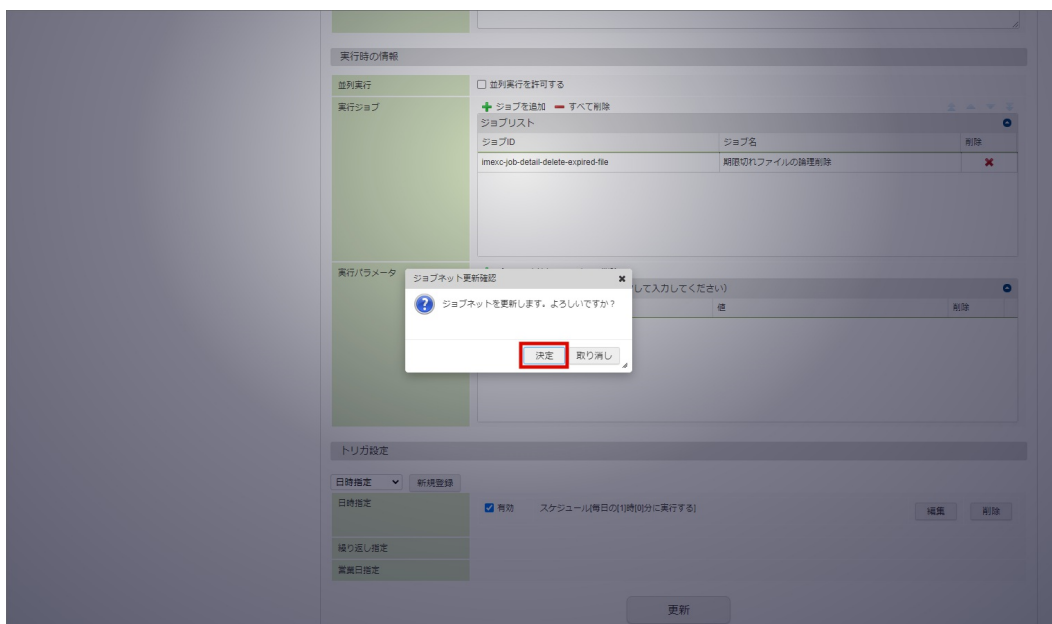 実行時の情報
並列実行 並列実行を許可する
実行ジョブ ジョブを追加 すべて削除
ジョブリスト
ジョブID ジョブ名 削除
imexc-job-detail-delete-expired-file 期限切れファイルの論理削除
実行パラメータ
ジョブネット更新確認
して入力してください)
ジョブネットを更新します。よろしいですか?
値 削除
決定 取り消し
トリガ設定
日時指定 新規登録
日時指定 有効 スケジュール[毎日の[1]時[0]分に実行する] 編集 削除
繰り返し指定
営業日指定
更新